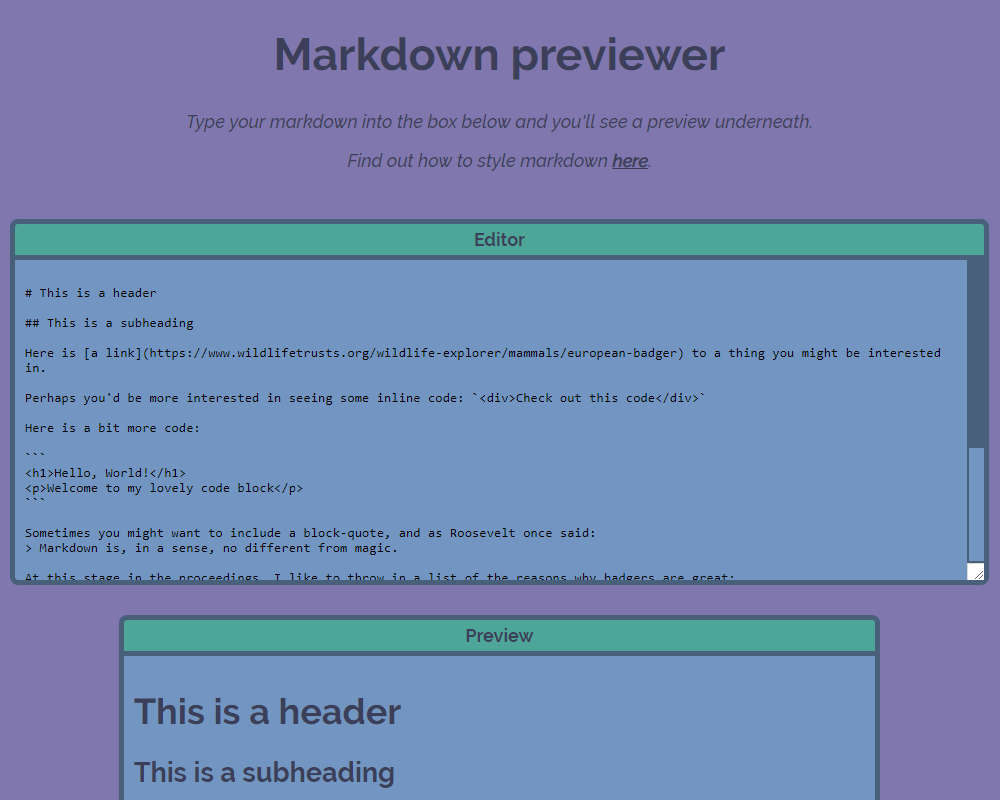 Markdown previewer
Type your markdown into the box below and you'll see a preview underneath.
Find out how to style markdown here.
Editor
# This is a header
## This is a subheading
Here is [a link](https://www.wildlifetrusts.org/wildlife-explorer/mammals/european-badger) to a thing you might be interested
in.
Perhaps you'd be more interested in seeing some inline code: `<div>Check out this code</div>`
Here is a bit more code:
```
<h1>Hello, World!</h1>
<p>Welcome to my lovely code block</p>
```
Sometimes you might want to include a block-quote, and as Roosevelt once said:
> Markdown is, in a sense, no different from magic.
At this stage in the proceedings, I like to throw in a list of the reasons why badgers are great:
Preview
This is a header
This is a subheading